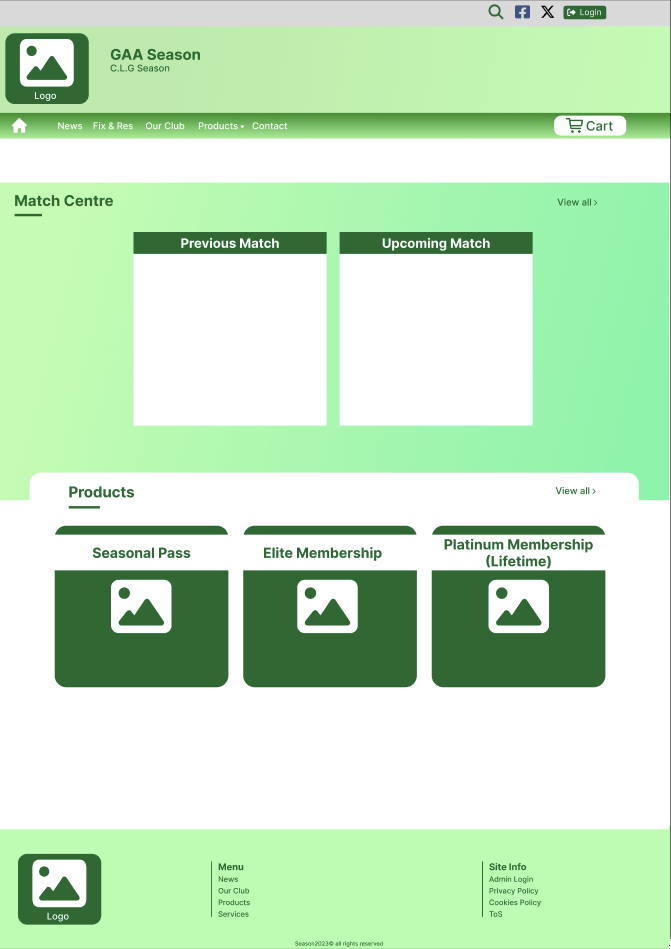 Login
GAA Season
C.L.G Season
Logo
News Fix & Res Our Club Products Contact
Cart
Match Centre
View all ›
Previous Match
Upcoming Match
Products
View all ›
Seasonal Pass
Elite Membership
Platinum Membership
(Lifetime)
Logo
Menu
News
Our Club
Products
Services
Site Info
Admin Login
Privacy Policy
Cookies Policy
ToS
Season2023© all rights reserved